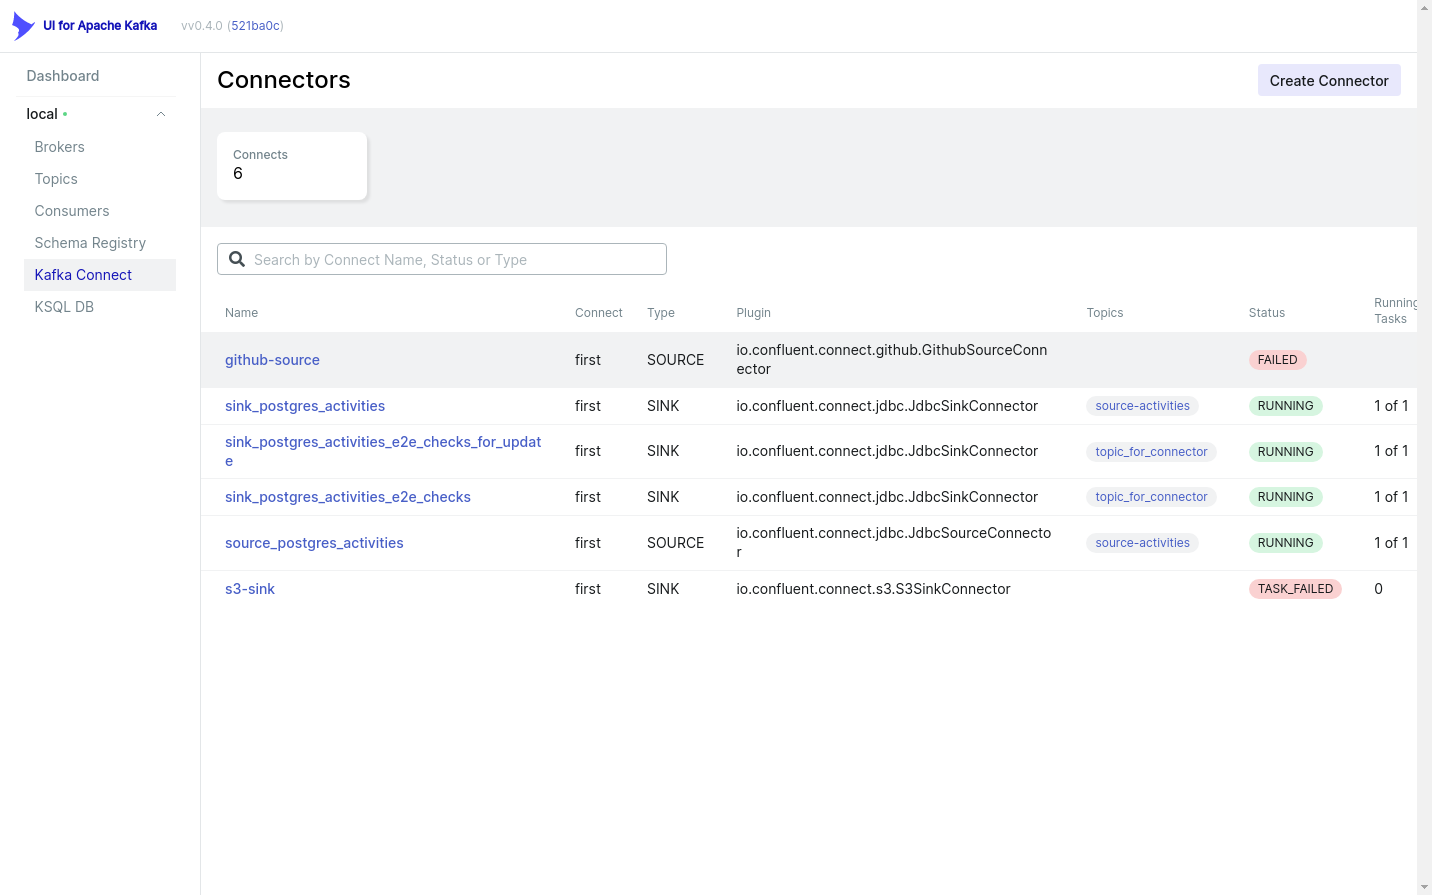 UI for Apache Kafka
vv0.4.0 (521ba0c)
Dashboard
local
Brokers
Topics
Consumers
Schema Registry
Kafka Connect
KSQL DB
Connectors
Create Connector
Connects
6
Search by Connect Name, Status or Type
Name Connect Type Plugin Topics Status Running Tasks
github-source first SOURCE io.confluent.connect.github.GithubSourceConn
ector FAILED
sink_postgres_activities first SINK io.confluent.connect.jdbc.JdbcSinkConnector source-activities RUNNING 1 of 1
sink_postgres_activities_e2e_checks_for_updat
e first SINK io.confluent.connect.jdbc.JdbcSinkConnector topic_for_connector RUNNING 1 of 1
sink_postgres_activities_e2e_checks first SINK io.confluent.connect.jdbc.JdbcSinkConnector topic_for_connector RUNNING 1 of 1
source_postgres_activities first SOURCE io.confluent.connect.jdbc.JdbcSourceConnecto
r source-activities RUNNING 1 of 1
s3-sink first SINK io.confluent.connect.s3.S3SinkConnector TASK_FAILED 0